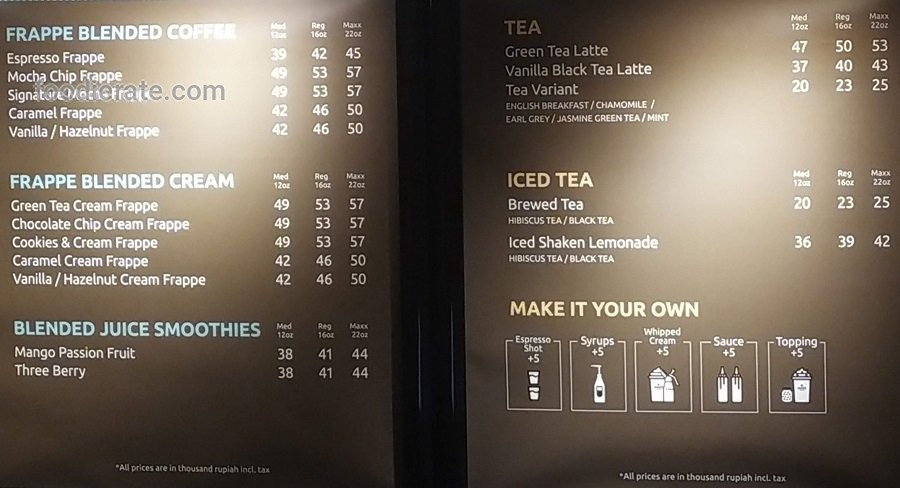 FRAPPE BLENDED COFFEE Med 12oz Reg 16oz Maxx 22oz
Espresso Frappe 39 42 45
Mocha Chip Frappe 49 53 57
foodierate.com
Signature Frappe 49 53 57
Caramel Frappe 42 46 50
Vanilla / Hazelnut Frappe 42 46 50
FRAPPE BLENDED CREAM Med 12oz Reg 16oz Maxx 22oz
Green Tea Cream Frappe 49 53 57
Chocolate Chip Cream Frappe 49 53 57
Cookies & Cream Frappe 49 53 57
Caramel Cream Frappe 42 46 50
Vanilla / Hazelnut Cream Frappe 42 46 50
BLENDED JUICE SMOOTHIES Med 12oz Reg 16oz Maxx 22oz
Mango Passion Fruit 38 41 44
Three Berry 38 41 44
*All prices are in thousand rupiah incl. tax
TEA Med 12oz Reg 16oz Maxx 22oz
Green Tea Latte 47 50 53
Vanilla Black Tea Latte 37 40 43
Tea Variant 20 23 25
ENGLISH BREAKFAST / CHAMOMILE /
EARL GREY / JASMINE GREEN TEA / MINT
ICED TEA Med 12oz Reg 16oz Maxx 22oz
Brewed Tea 20 23 25
HIBISCUS TEA / BLACK TEA
Iced Shaken Lemonade 36 39 42
HIBISCUS TEA / BLACK TEA
MAKE IT YOUR OWN
Espresso Shot +5
Syrups +5
Whipped Cream +5
Sauce +5
Topping +5
*All prices are in thousand rupiah incl. tax